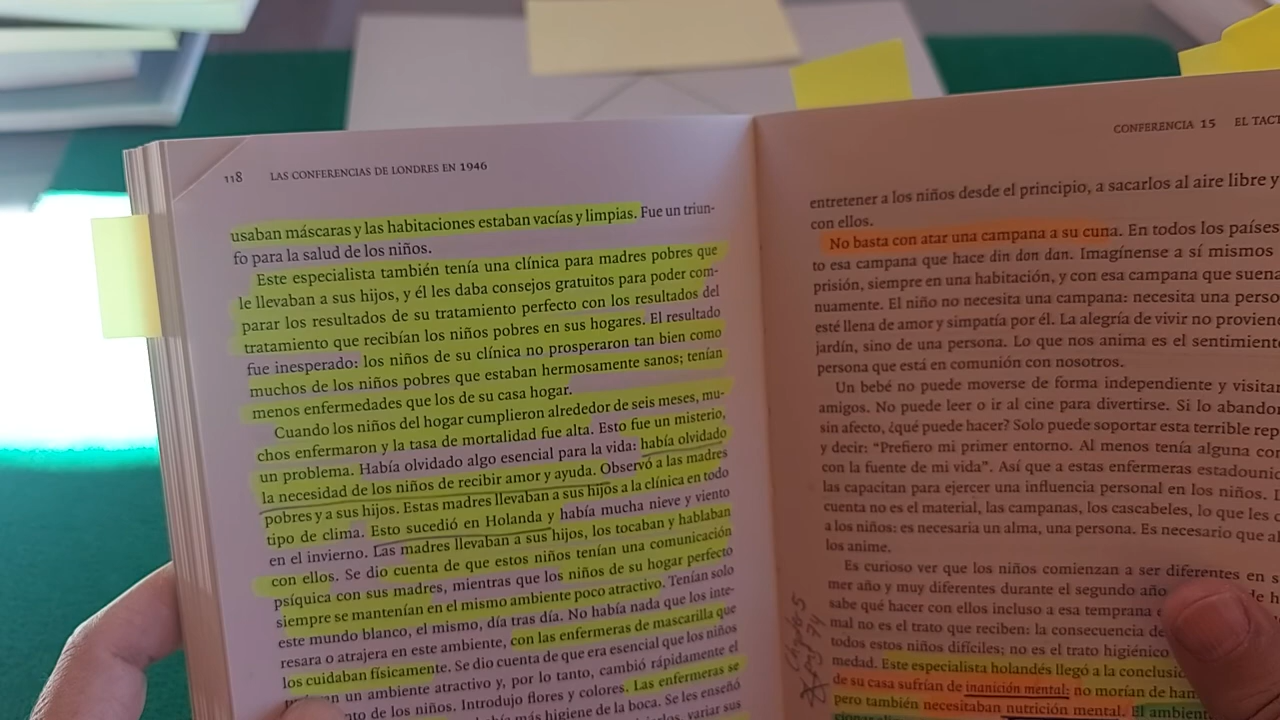 118 LAS CONFERENCIAS DE LONDRES EN 1946
usaban máscaras y las habitaciones estaban vacías y limpias. Fue un triun-
fo para la salud de los niños.
Este especialista también tenía una clínica para madres pobres que
le llevaban a sus hijos, y él les daba consejos gratuitos para poder com-
parar los resultados de su tratamiento perfecto con los resultados del
tratamiento que recibían los niños pobres en sus hogares. El resultado
fue inesperado: los niños de su clínica no prosperaron tan bien como
muchos de los niños pobres que estaban hermosamente sanos; tenían
menos enfermedades que los de su casa hogar.
Cuando los niños del hogar cumplieron alrededor de seis meses, mu-
chos enfermaron y la tasa de mortalidad fue alta. Esto fue un misterio,
un problema. Había olvidado algo esencial para la vida: había olvidado
la necesidad de los niños de recibir amor y ayuda. Observó a las madres
pobres y a sus hijos. Estas madres llevaban a sus hijos a la clínica en todo
tipo de clima. Esto sucedió en Holanda y había mucha nieve y viento
en el invierno. Las madres llevaban a sus hijos, los tocaban y hablaban
con ellos. Se dio cuenta de que estos niños tenían una comunicación
psíquica con sus madres, mientras que los niños de su hogar perfecto
siempre se mantenían en el mismo ambiente poco atractivo. Tenían solo
este mundo blanco, el mismo, día tras día. No había nada que los inte-
resara o atrajera en este ambiente, con las enfermeras de mascarilla que
los cuidaban físicamente. Se dio cuenta de que era esencial que los niños
un ambiente atractivo y, por lo tanto, cambió rápidamente el
de los niños. Introdujo flores y colores. Las enfermeras se
más higiene de la boca. Se les enseñó
variar sus
CONFERENCIA 15 EL
entretener a los niños desde el principio, a sacarlos al aire libre y
con ellos.
No basta con atar una campana a su cuna. En todos los países
to esa campana que hace din don dan. Imagínense a sí mismos
prisión, siempre en una habitación, y con esa campana que suena
nuamente. El niño no necesita una campana: necesita una
esté llena de amor y simpatía por él. La alegría de vivir no
jardín, sino de una persona. Lo que nos anima es el
persona que está en comunión con nosotros.
Un bebé no puede moverse de forma independiente y
amigos. No puede leer o ir al cine para divertirse. Si lo
sin afecto, ¿qué puede hacer? Solo puede soportar esta terrible
y decir: “Prefiero mi primer entorno. Al menos tenía alguna
con la fuente de mi vida”. Así que a estas enfermeras
las capacitan para ejercer una influencia personal en los niños.
cuenta no es el material, las campanas, los cascabeles, lo que les
a los niños: es necesaria un alma, una persona. Es necesario que
los anime.
Es curioso ver que los niños comienzan a ser diferentes en
mer año y muy diferentes durante el segundo año
sabe qué hacer con ellos incluso a esa temprana
mal no es el trato que reciben: la consecuencia de
todos estos niños difíciles; no es el trato higiénico
medad. Este especialista holandés llegó a la
de su casa sufrían de inanición mental: no morían de
pero también necesitaban nutrición mental. El